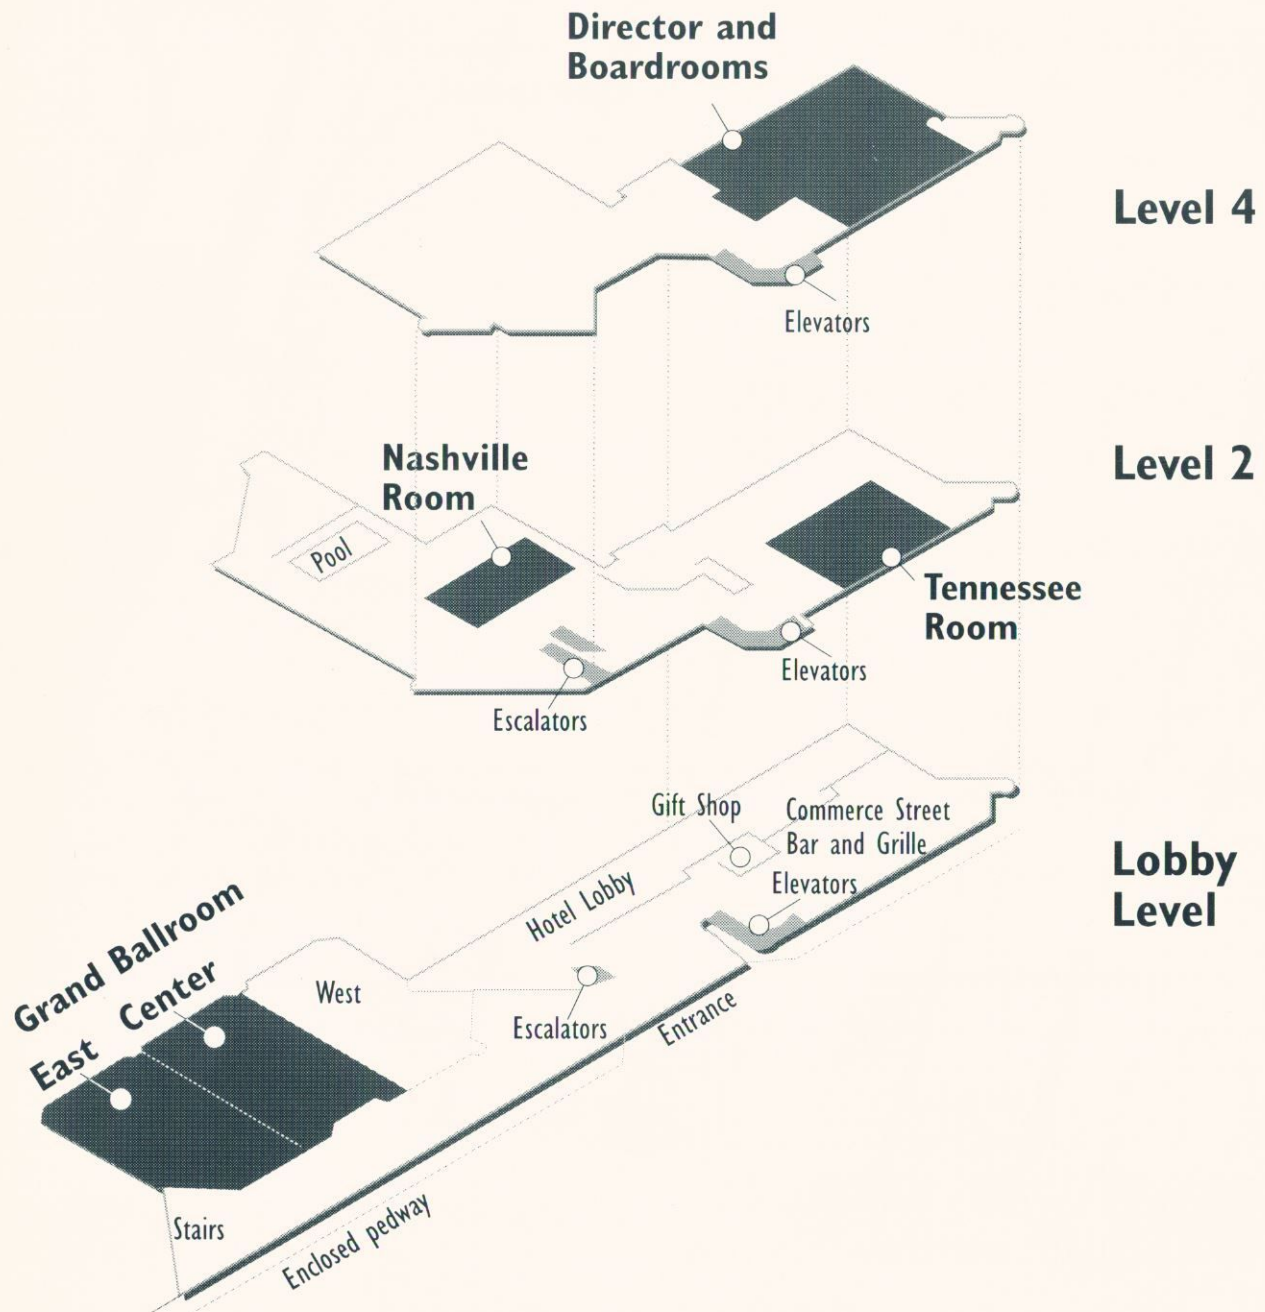 Director and
Boardrooms
Level 4
Elevators
Nashville
Room
Level 2
Pool
Tennessee
Room
Elevators
Escalators
Gift Shop
Commerce Street
Bar and Grille
Elevators
Lobby
Level
Hotel Lobby
Grand Ballroom
East Center
West
Escalators
Entrance
Stairs
Enclosed pedway